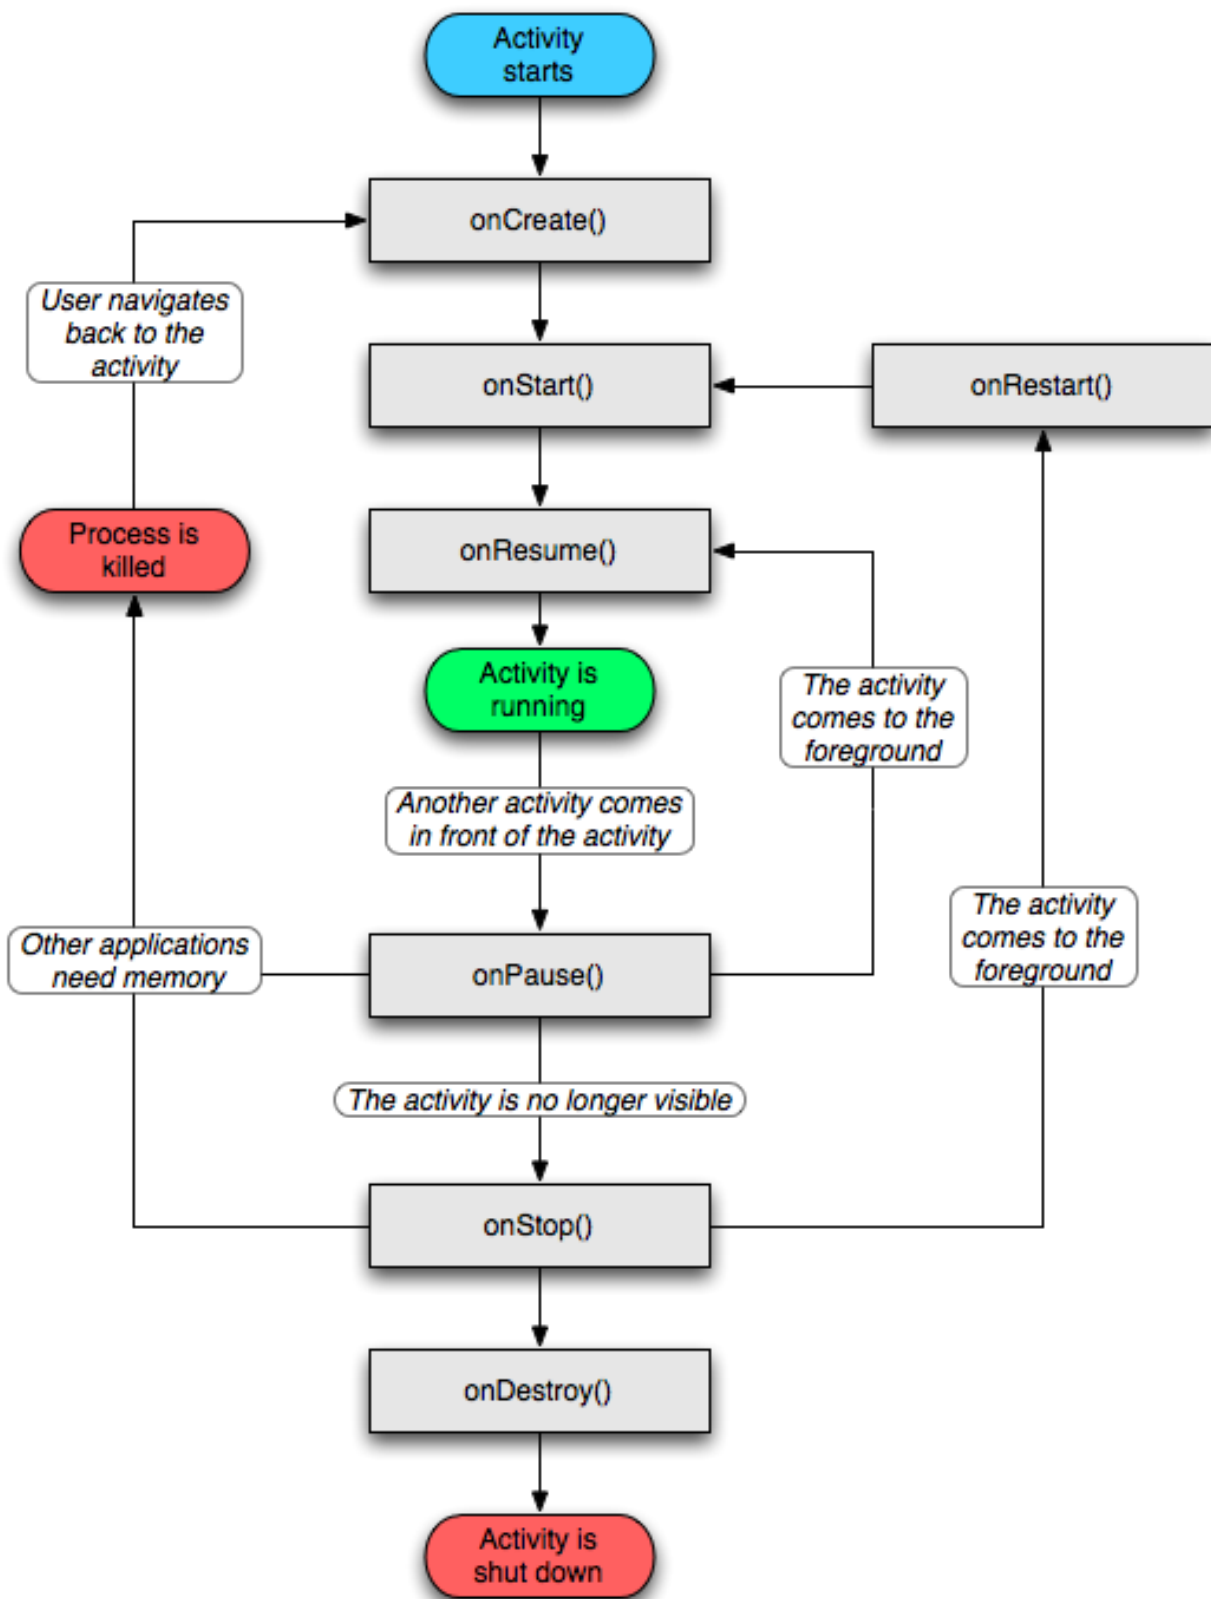 Activity
starts
onCreate()
User navigates
back to the
activity
onStart()
onRestart()
Process is
killed
onResume()
Activity is
running
The activity
comes to the
foreground
Another activity comes
in front of the activity
The activity
comes to the
foreground
Other applications
need memory
onPause()
The activity is no longer visible
onStop()
onDestroy()
Activity is
shut down